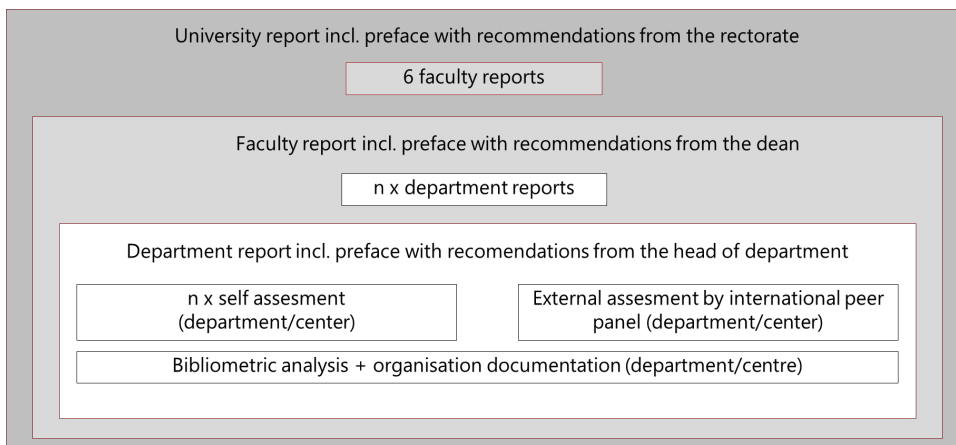 University report incl. preface with recommendations from the rectorate
6 faculty reports
Faculty report incl. preface with recommendations from the dean
n x department reports
Department report incl. preface with recomendations from the head of department
n x self assesment
(department/center)
External assesment by international peer
panel (department/center)
Bibliometric analysis + organisation documentation (department/centre)